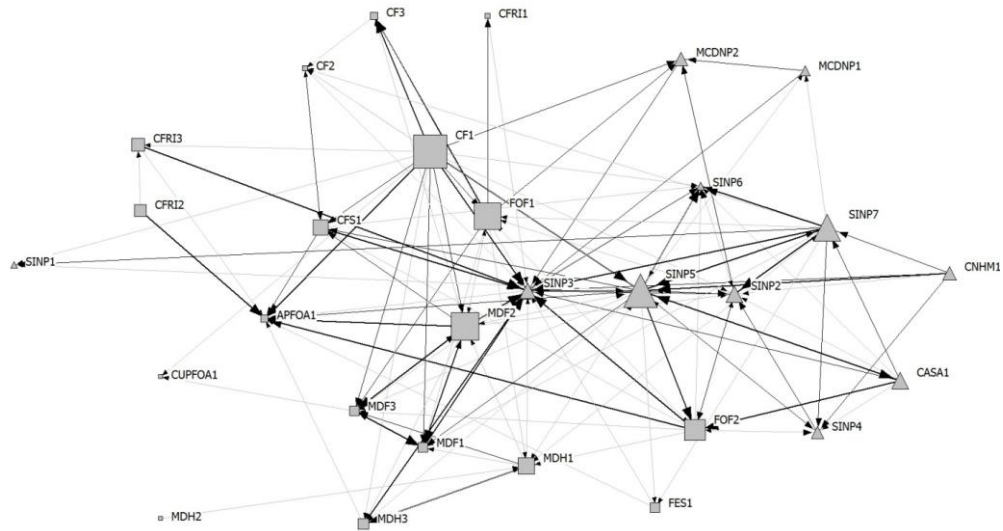 CF3
CFRI1
MCDNP2
CF2
MCDNP1
CFRI3
CF1
SINP6
CFRI2
FOF1
SINP7
CFS1
SINP1
CNHM1
SINP5
SINP3
SINP2
APFOA1
MDF2
CUPFOA1
CASA1
MDF3
FOF2
SINP4
MDF1
MDH1
FES1
MDH2
MDH3